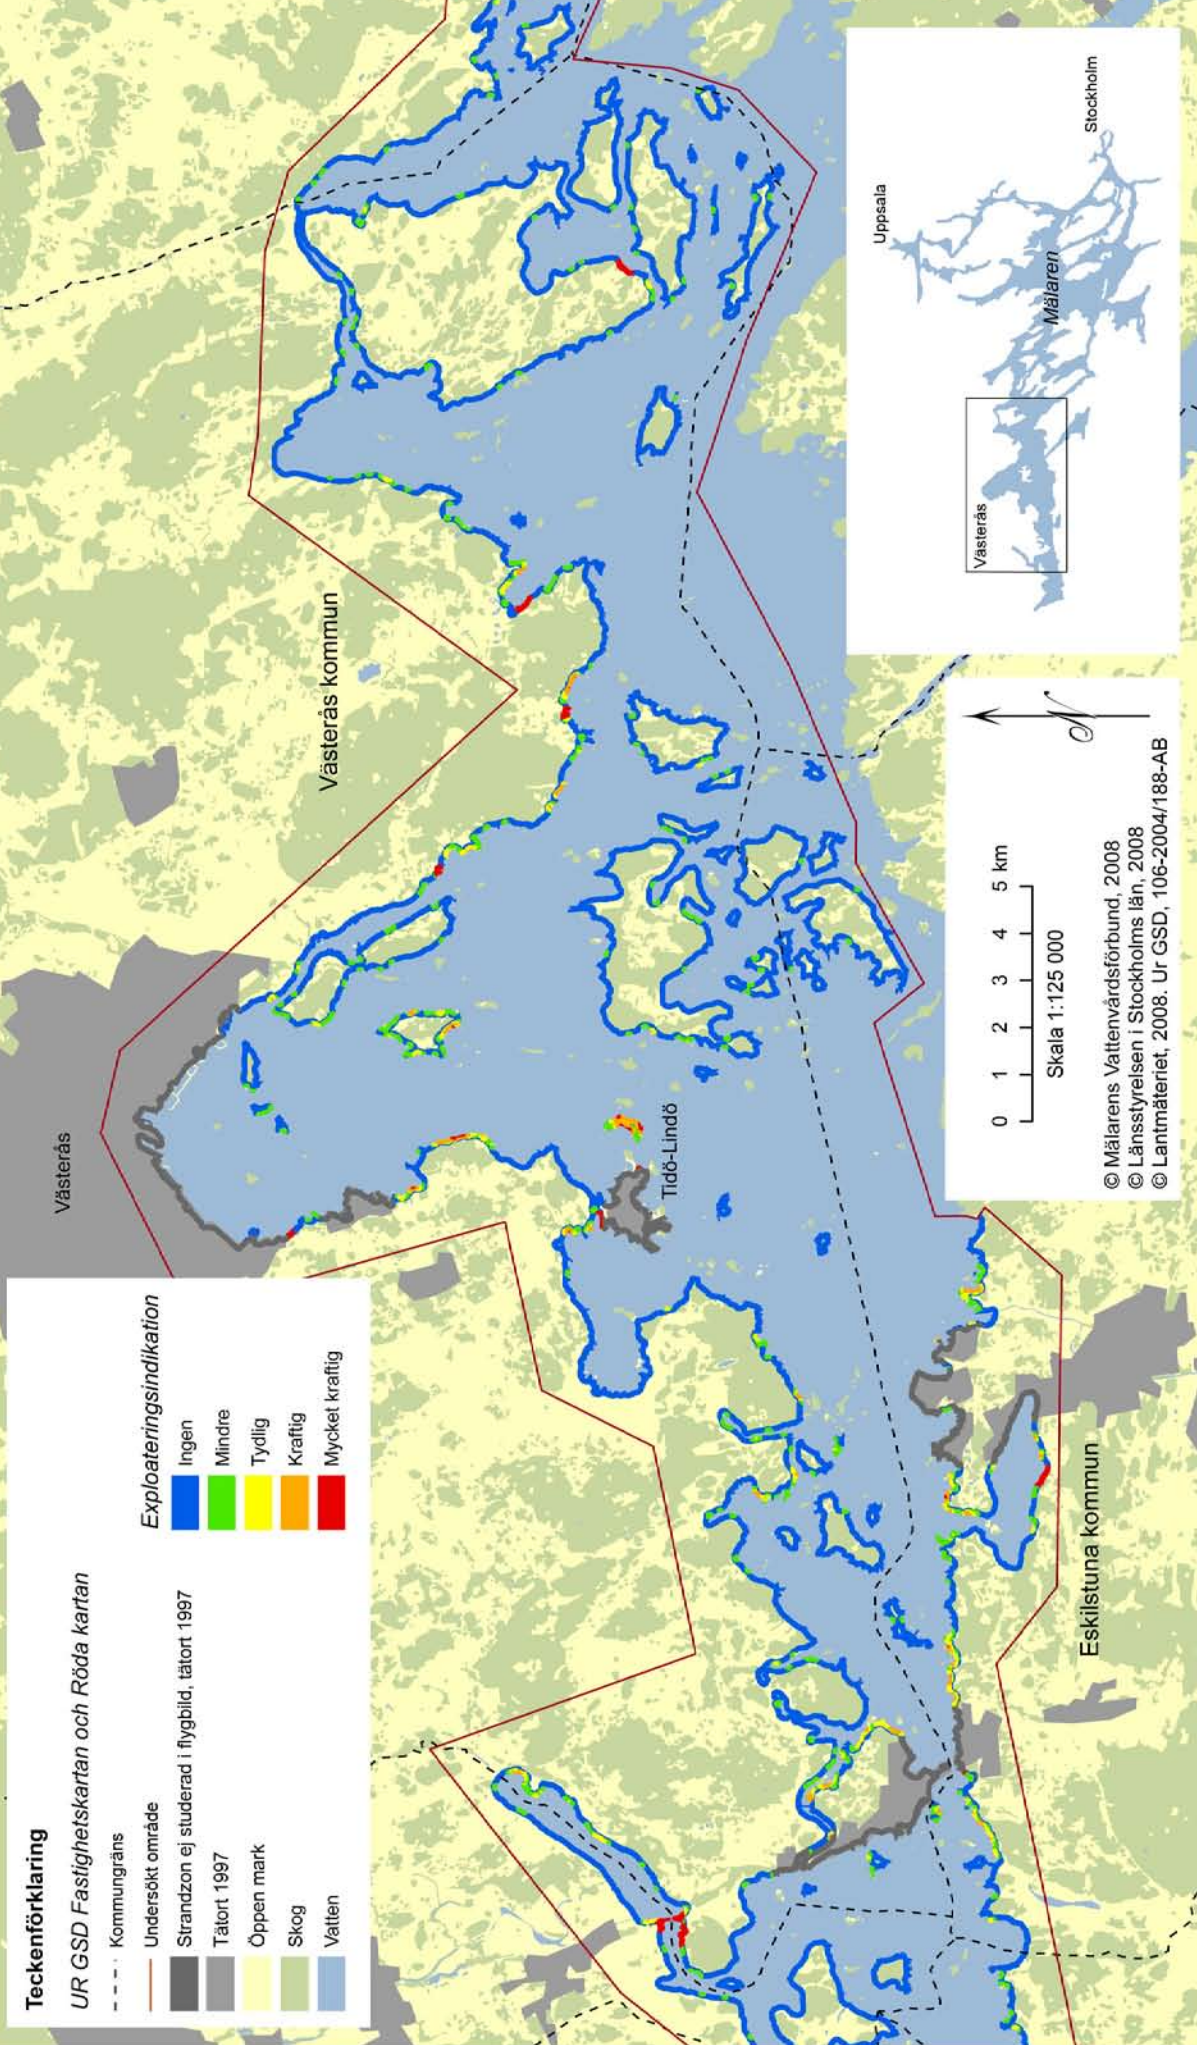 Teckenförklaring
UR GSD Fastighetskartan och Röda kartan
Kommungräns
Undersökt område
Strandzon ej studerad i flygbild, tätort 1997
Tätort 1997
Öppen mark
Skog
Vatten
Exploateringsindikation
Ingen
Mindre
Tydlig
Kraftig
Mycket kraftig
Västerås
Västerås kommun
Tidö-Lindö
Eskilstuna kommun
0 1 2 3 4 5 km
Skala 1:125 000
N
© Mälarens Vattenvårdsförbund, 2008
© Länsstyrelsen i Stockholms län, 2008
© Lantmäteriet, 2008. Ur GSD, 106-2004/188-AB
Uppsala
Västerås
Mälaren
Stockholm